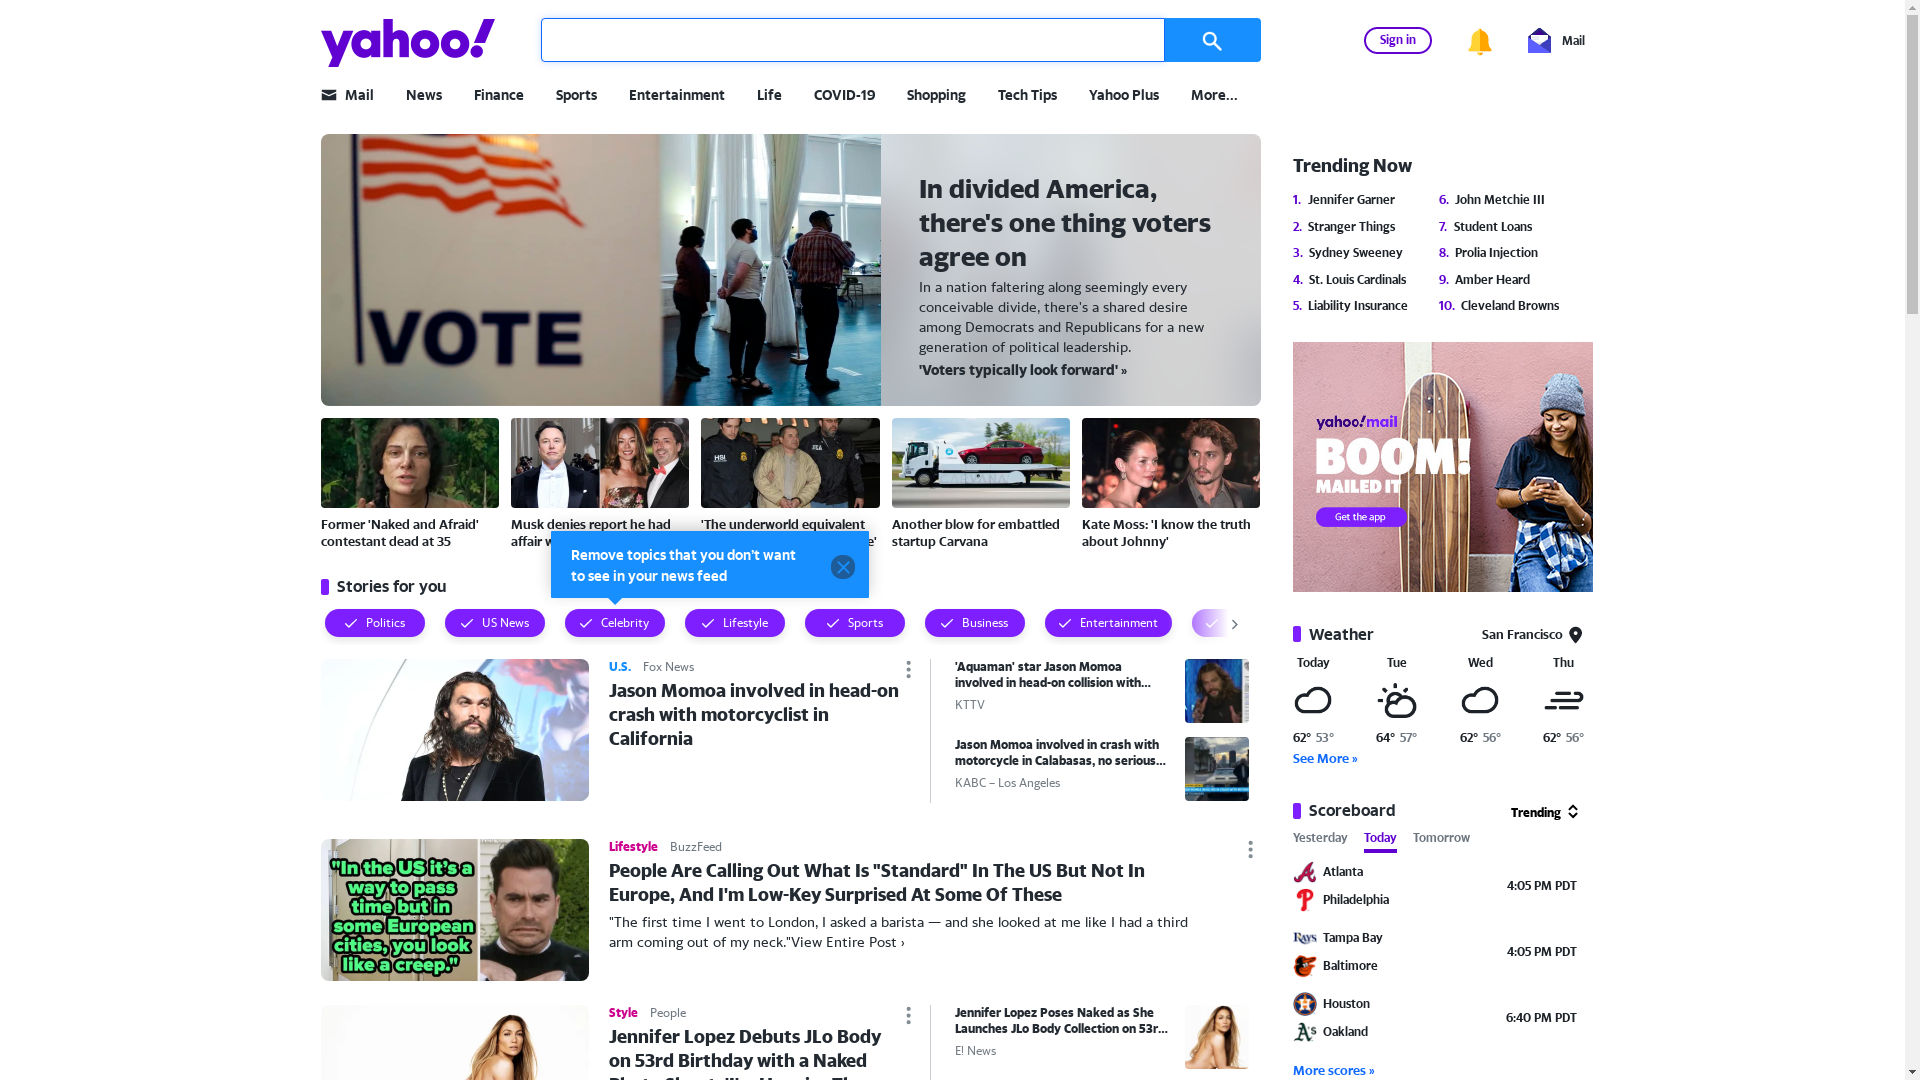 yahoo!
Sign in
Mail
Mail
News
Finance
Sports
Entertainment
Life
COVID-19
Shopping
Tech Tips
Yahoo Plus
More...
VOTE
In divided America,
there's one thing voters
agree on
In a nation faltering along seemingly every
conceivable divide, there's a shared desire
among Democrats and Republicans for a new
generation of political leadership.
'Voters typically look forward' »
Former 'Naked and Afraid'
contestant dead at 35
Musk denies report he had
affair
HSI
'The underworld equivalent
Another blow for embattled
startup Carvana
Kate Moss: 'I know the truth
about Johnny'
Remove topics that you don't want
to see in your news feed
Stories for you
Politics
US News
Celebrity
Lifestyle
Sports
Business
Entertainment
U.S.
Fox News
Jason Momoa involved in head-on
crash with motorcyclist in
California
'Aquaman' star Jason Momoa
involved in head-on collision with...
KTTV
Jason Momoa involved in crash with
motorcycle in Calabasas, no serious...
KABC – Los Angeles
"In the US it's a
way to pass
time but in
some European
cities, you look
like a creep."
Lifestyle
BuzzFeed
People Are Calling Out What Is "Standard" In The US But Not In
Europe, And I'm Low-Key Surprised At Some Of These
"The first time I went to London, I asked a barista — and she looked at me like I had a third
arm coming out of my neck."View Entire Post ›
Style
People
Jennifer Lopez Debuts JLo Body
on 53rd Birthday with a Naked
Jennifer Lopez Poses Naked as She
Launches JLo Body Collection on 53r...
E! News
Trending Now
1. Jennifer Garner
2. Stranger Things
3. Sydney Sweeney
4. St. Louis Cardinals
5. Liability Insurance
6. John Metchie III
7. Student Loans
8. Prolia Injection
9. Amber Heard
10. Cleveland Browns
yahoo!mail
BOOM!
MAILED IT
Get the app
Weather
San Francisco
Today
Tue
Wed
Thu
62° 53°
64° 57°
62° 56°
62° 56°
See More »
Scoreboard
Trending
Yesterday
Today
Tomorrow
Atlanta
Philadelphia
4:05 PM PDT
Tampa Bay
Baltimore
4:05 PM PDT
Houston
Oakland
6:40 PM PDT
More scores »